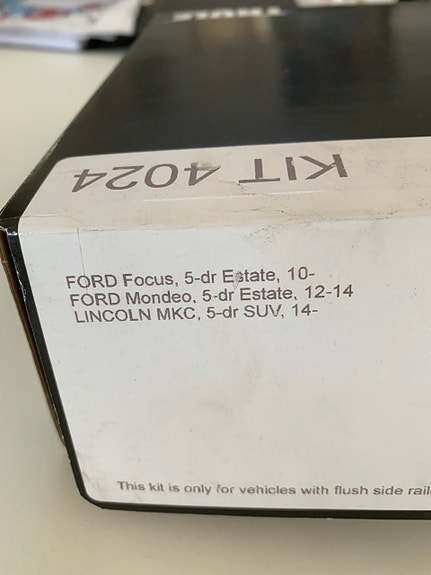 THULE
KIT 4024
FORD Focus, 5-dr Estate, 10-
FORD Mondeo, 5-dr Estate, 12-14
LINCOLN MKC, 5-dr SUV, 14-
This kit is only for vehicles with flush side rail